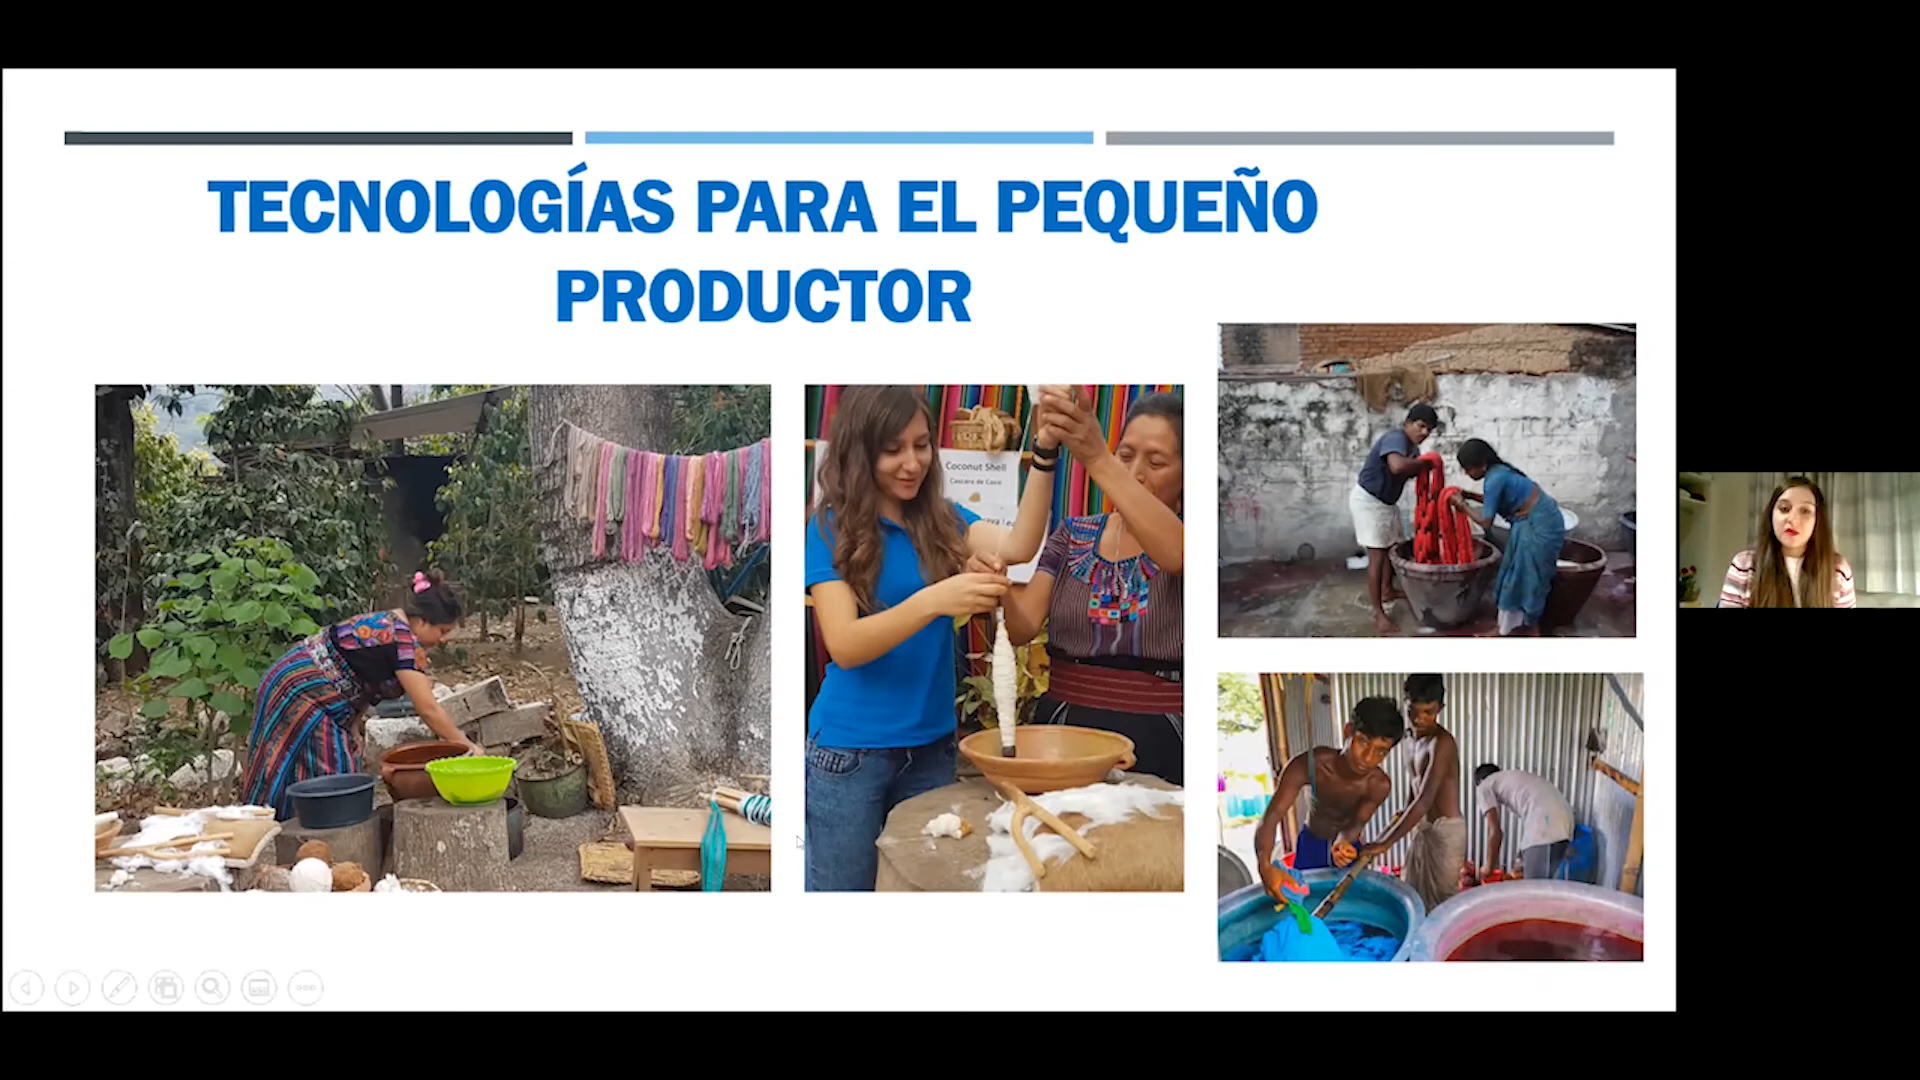 TECNOLOGÍAS PARA EL PEQUEÑO
PRODUCTOR
Coconut Shell
Cascara de Coco